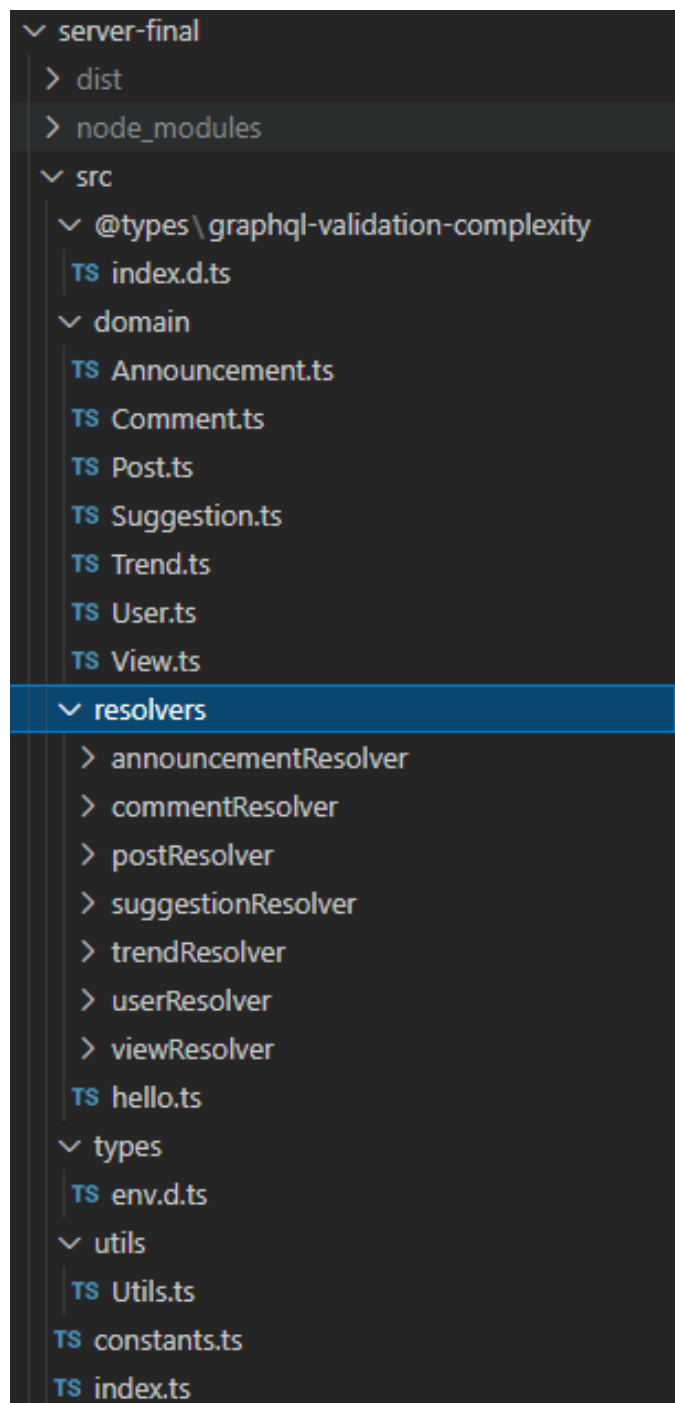 server-final
dist
node_modules
src
@types\graphql-validation-complexity
TS index.d.ts
domain
TS Announcement.ts
TS Comment.ts
TS Post.ts
TS Suggestion.ts
TS Trend.ts
TS User.ts
TS View.ts
resolvers
announcementResolver
commentResolver
postResolver
suggestionResolver
trendResolver
userResolver
viewResolver
TS hello.ts
types
TS env.d.ts
utils
TS Utils.ts
TS constants.ts
TS index.ts